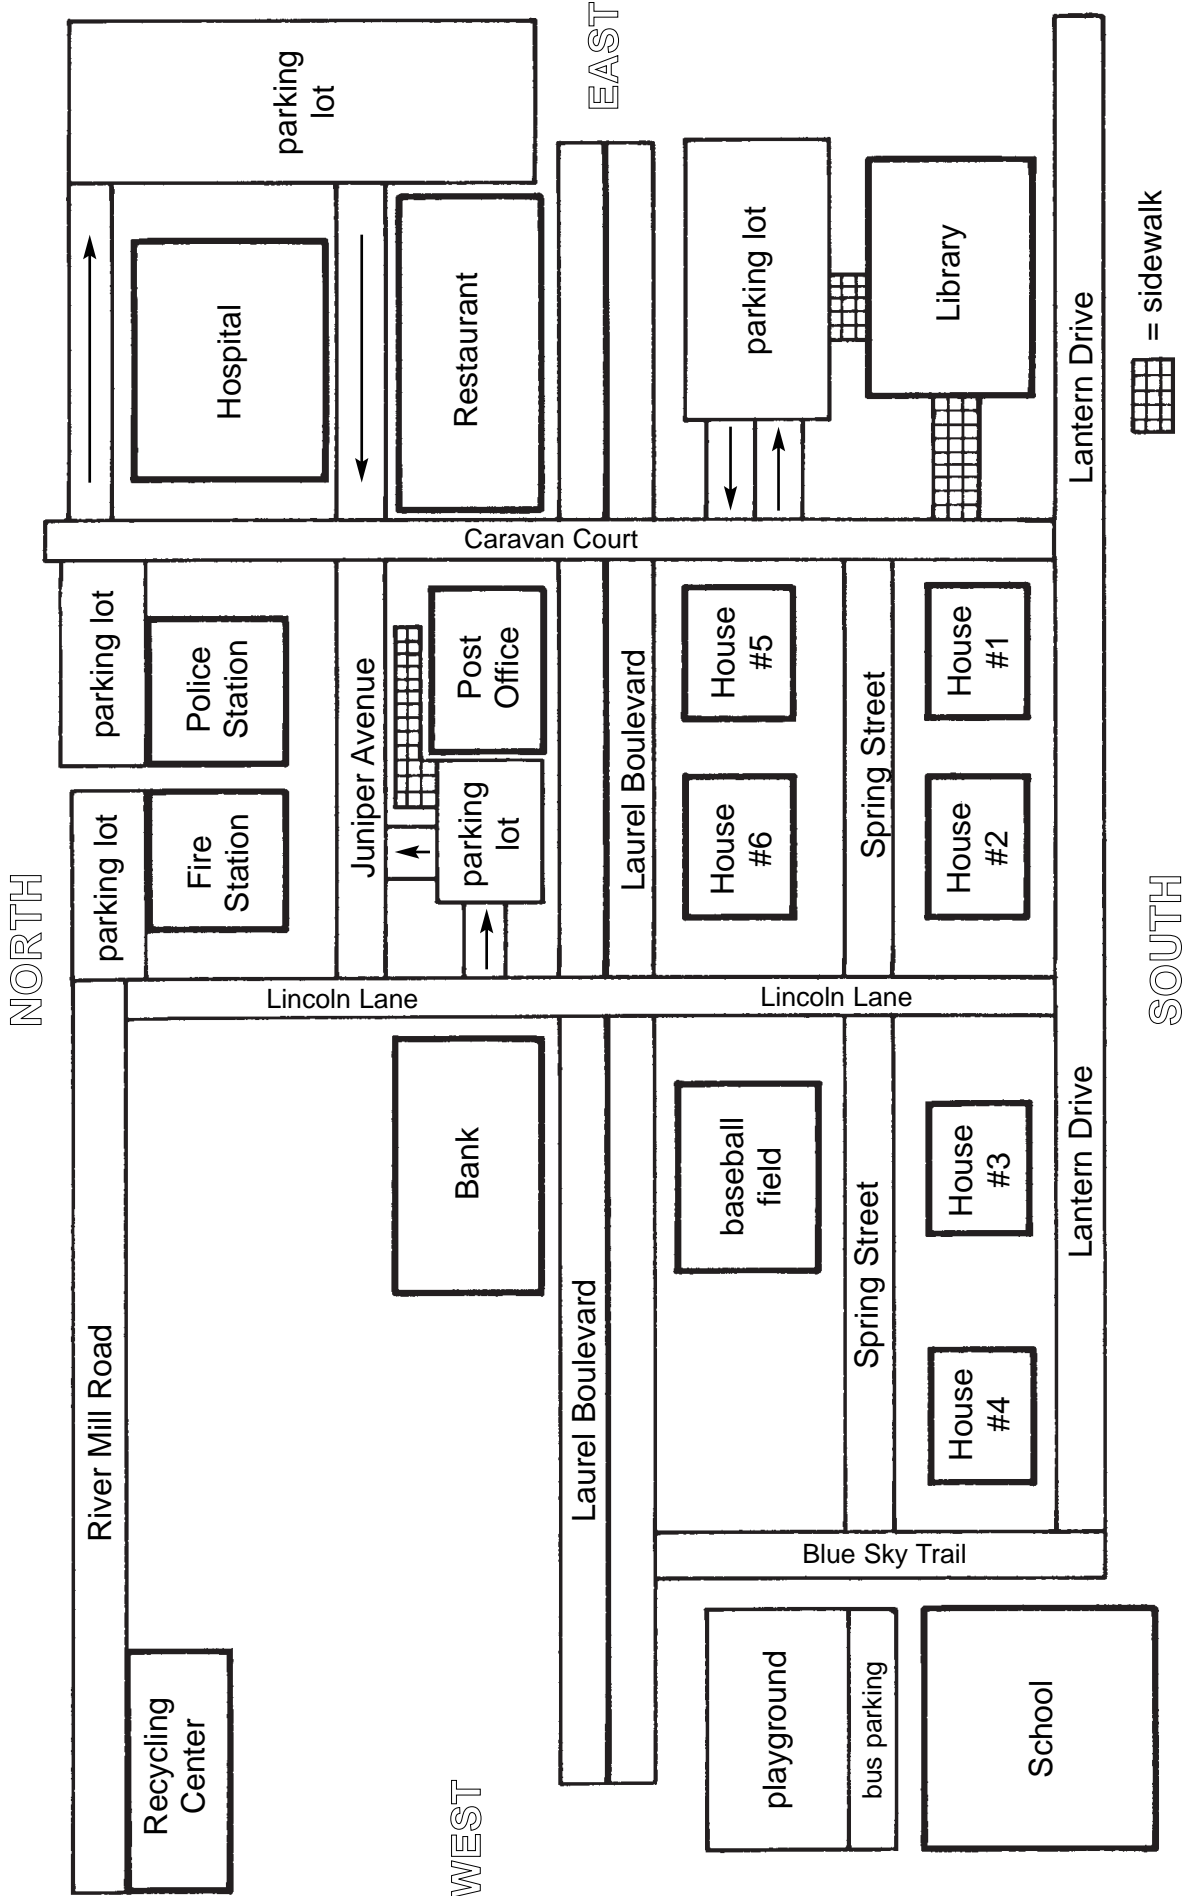 NORTH
River Mill Road
parking lot
parking lot
parking
lot
Recycling
Center
Fire
Station
Police
Station
Hospital
Lincoln Lane
Juniper Avenue
Bank
parking
lot
Post
Office
Restaurant
WEST
EAST
Caravan Court
Laurel Boulevard
Laurel Boulevard
playground
bus parking
baseball
field
Lincoln Lane
House
#6
House
#5
parking lot
Blue Sky Trail
Spring Street
Spring Street
School
House
#4
House
#3
House
#2
House
#1
Library
Lantern Drive
Lantern Drive
= sidewalk
SOUTH